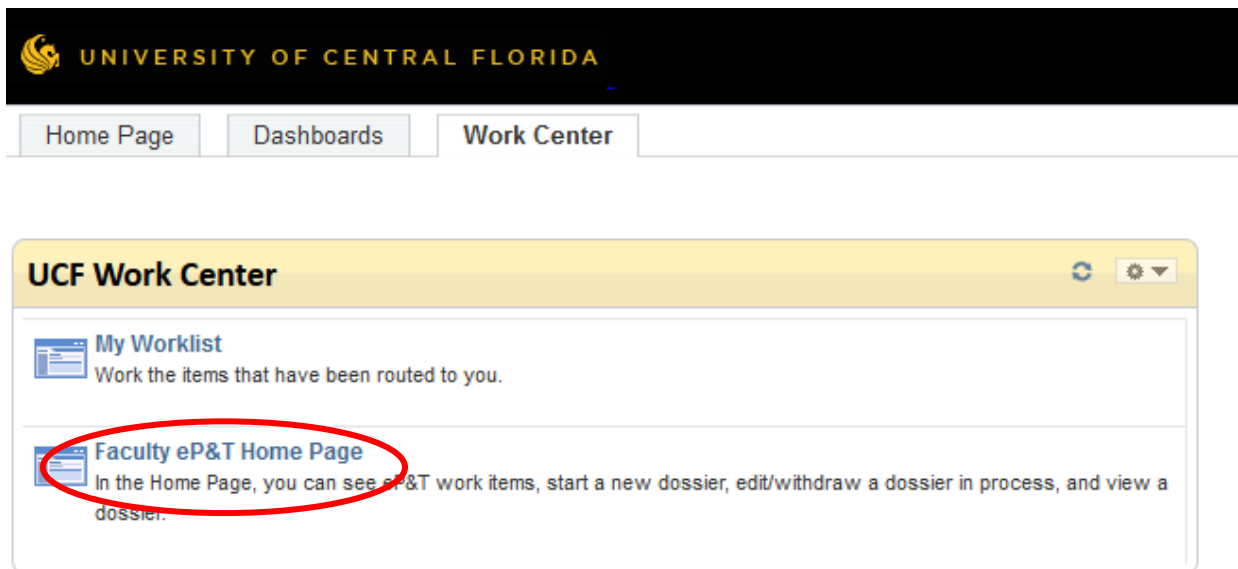 UNIVERSITY OF CENTRAL FLORIDA
Home Page Dashboards Work Center
UCF Work Center
My Worklist
Work the items that have been routed to you.
Faculty eP&T Home Page
In the Home Page, you can see eP&T work items, start a new dossier, edit/withdraw a dossier in process, and view a
dossier.